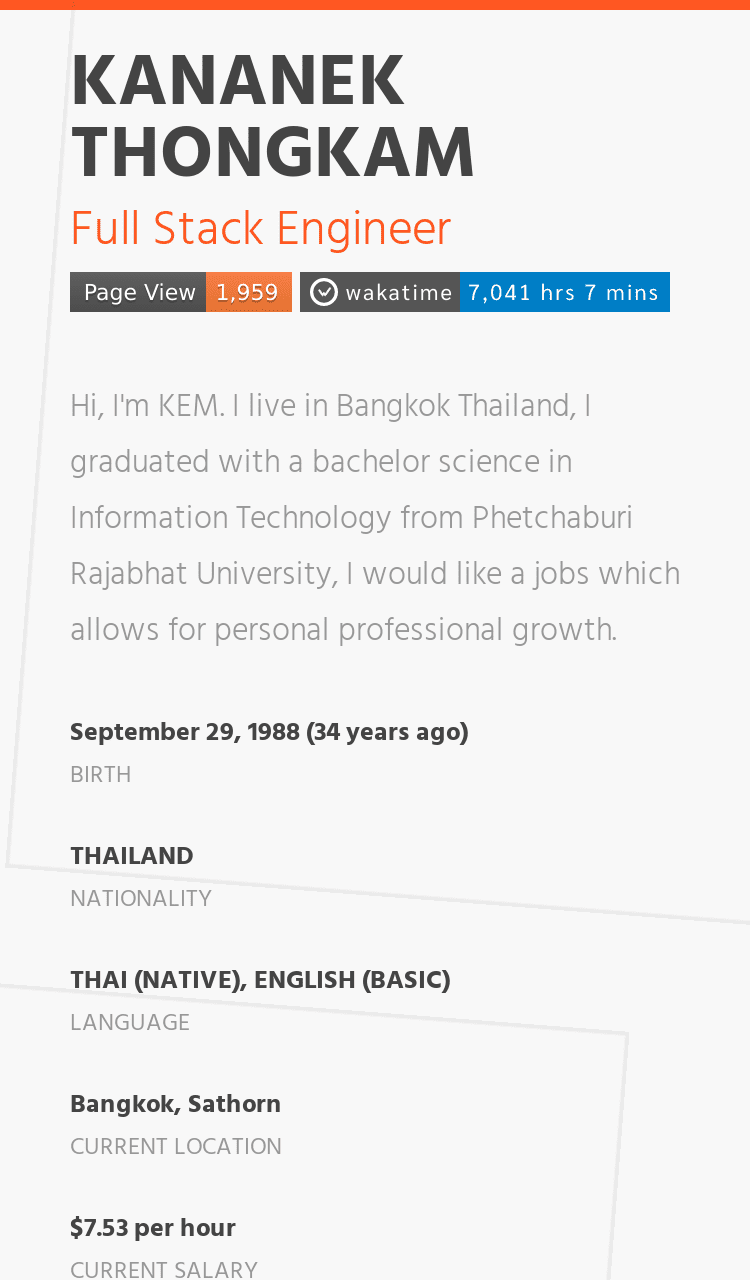 KANANEK
THONGKAM
Full Stack Engineer
Page View 1,959 wakatime 7,041 hrs 7 mins
Hi, I'm KEM. I live in Bangkok Thailand, I
graduated with a bachelor science in
Information Technology from Phetchaburi
Rajabhat University, I would like a jobs which
allows for personal professional growth.
September 29, 1988 (34 years ago)
BIRTH
THAILAND
NATIONALITY
THAI (NATIVE), ENGLISH (BASIC)
LANGUAGE
Bangkok, Sathorn
CURRENT LOCATION
$7.53 per hour
CURRENT SALARY